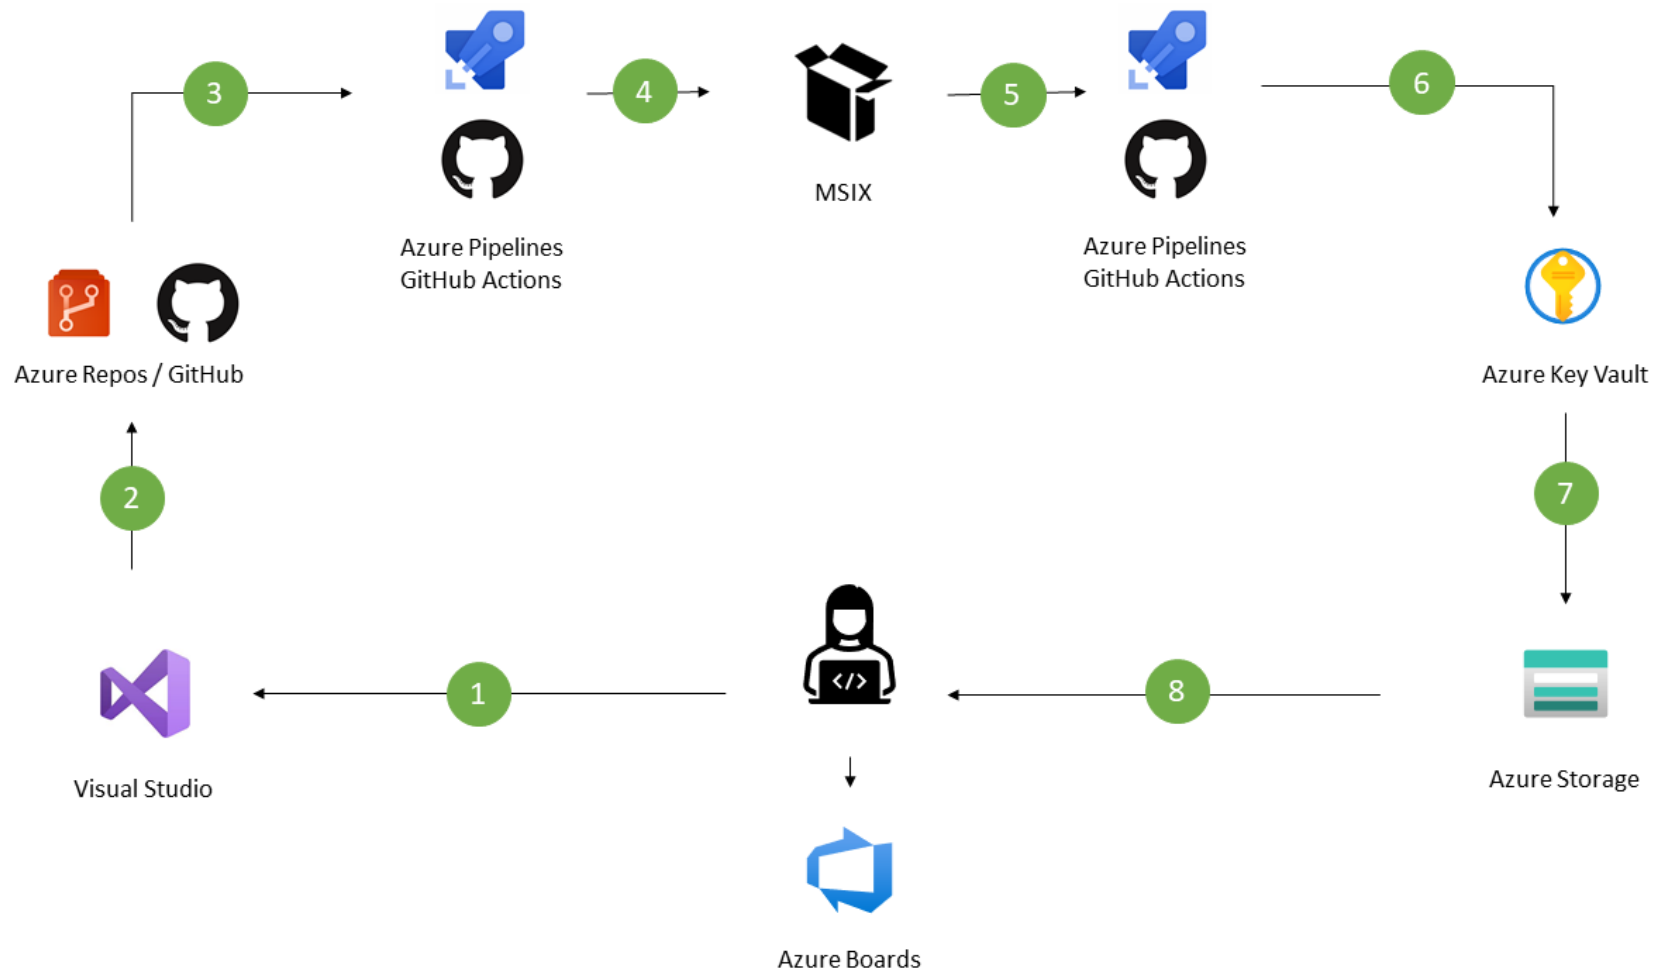 3
4
5
6
MSIX
Azure Pipelines
GitHub Actions
Azure Pipelines
GitHub Actions
Azure Repos / GitHub
Azure Key Vault
2
7
</>
1
8
Visual Studio
Azure Storage
Azure Boards